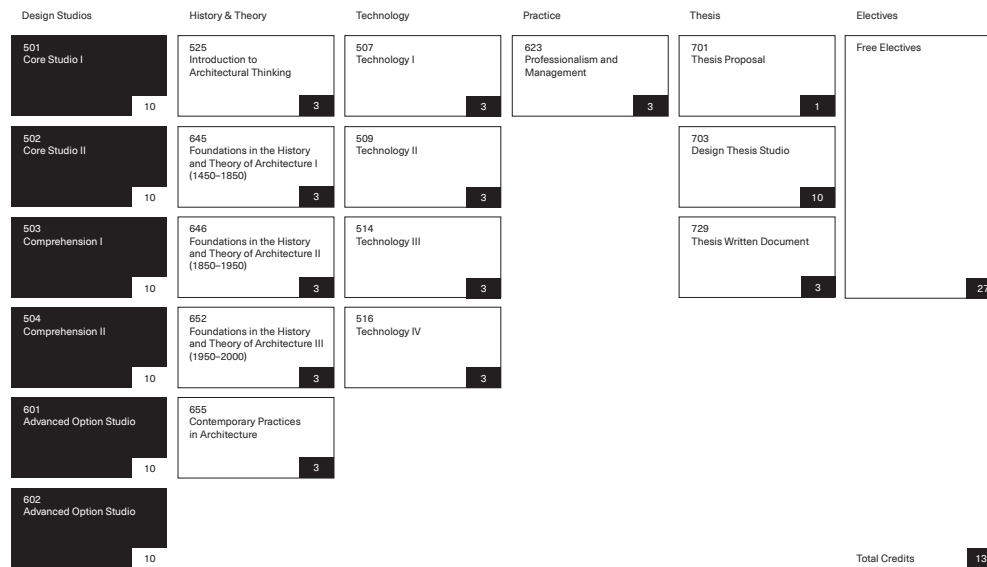 Design Studios
501
Core Studio I
10
502
Core Studio II
10
503
Comprehension I
10
504
Comprehension II
10
601
Advanced Option Studio
10
602
Advanced Option Studio
10
History & Theory
525
Introduction to
Architectural Thinking
3
645
Foundations in the History
and Theory of Architecture I
(1450–1850)
3
646
Foundations in the History
and Theory of Architecture II
(1850–1950)
3
652
Foundations in the History
and Theory of Architecture III
(1950–2000)
3
655
Contemporary Practices
in Architecture
3
Technology
507
Technology I
3
509
Technology II
3
514
Technology III
3
516
Technology IV
3
Practice
623
Professionalism and
Management
3
Thesis
701
Thesis Proposal
1
703
Design Thesis Studio
10
729
Thesis Written Document
3
Electives
Free Electives
27
Total Credits